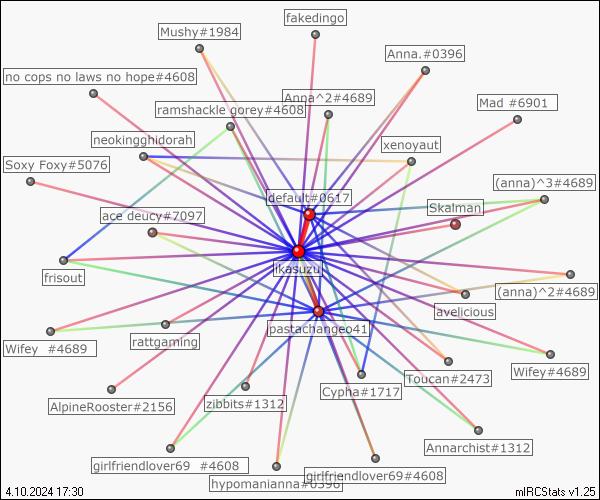 fakedingo
Mushy#1984
Anna.#0396
no cops no laws no hope#4608
Anna^2#4689
Mad #6901
ramshackle gorey#4608
neokingghidorah
xenoyaut
Soxy Foxy#5076
(anna)^3#4689
default#0617
ace deucy#7097
Skalman
ikasuzu
frisout
(anna)^2#4689
avelicious
pastachangeo41
Wifey #4689
rattgaming
Wifey#4689
Toucan#2473
Cypha#1717
AlpineRooster#2156
zibbits#1312
Annarchist#1312
girlfriendlover69 #4608
girlfriendlover69#4608
hypomanianna#0396
4.10.2024 17:30
mIRCStats v1.25